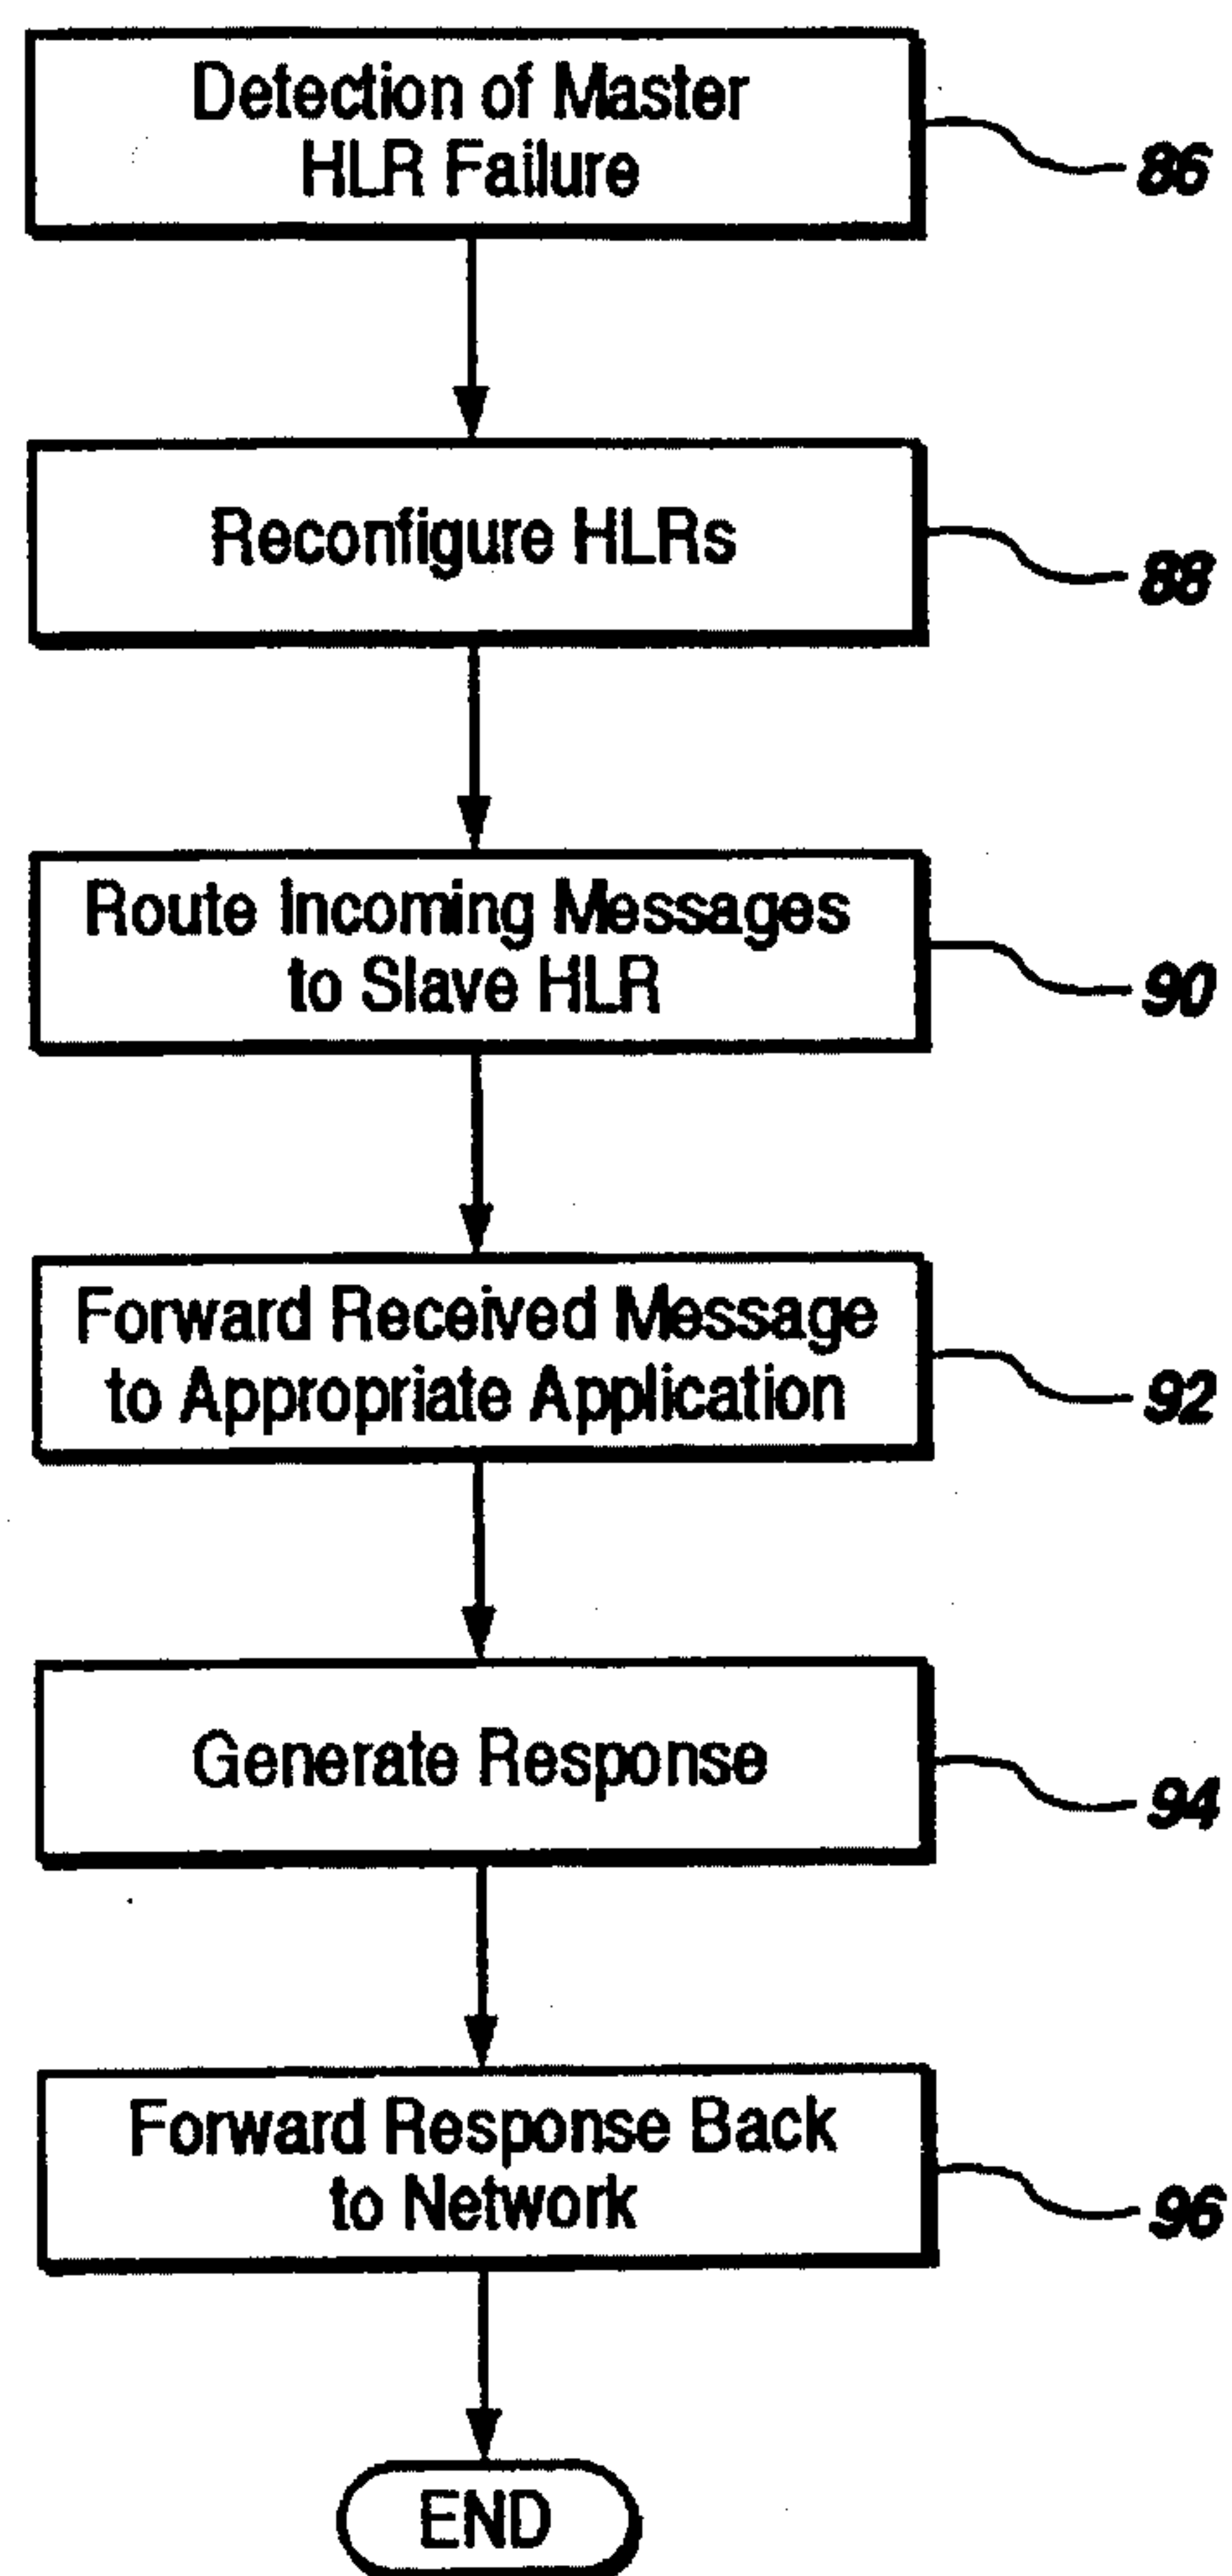 Detection of Master
HLR Failure
86
Reconfigure HLRs
88
Route Incoming Messages
to Slave HLR
90
Forward Received Message
to Appropriate Application
92
Generate Response
94
Forward Response Back
to Network
96
END